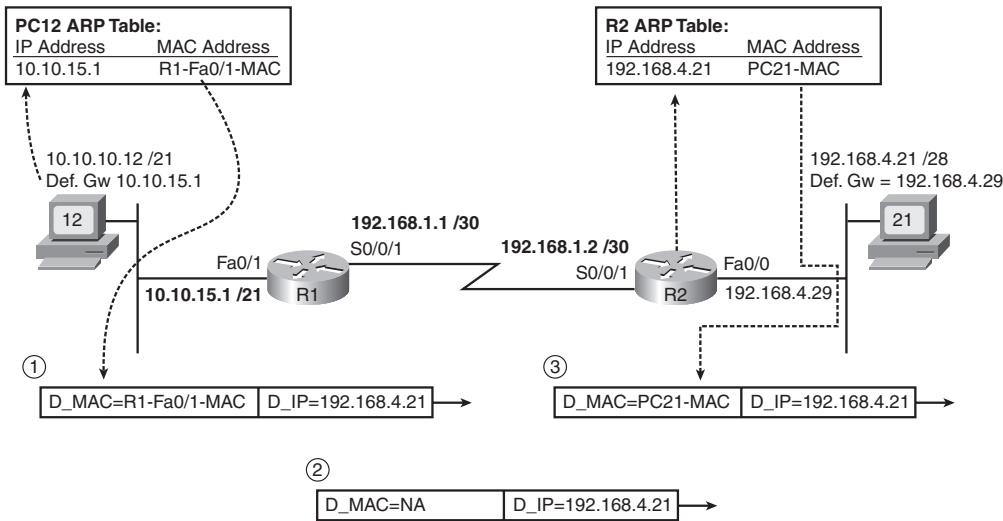 PC12 ARP Table:
IP Address MAC Address
10.10.15.1 R1-Fa0/1-MAC
R2 ARP Table:
IP Address MAC Address
192.168.4.21 PC21-MAC
10.10.10.12 /21
Def. Gw 10.10.15.1
192.168.4.21 /28
Def. Gw = 192.168.4.29
12
21
192.168.1.1 /30
S0/0/1
192.168.1.2 /30
S0/0/1
Fa0/1
10.10.15.1 /21
R1
R2
Fa0/0
192.168.4.29
1
D_MAC=R1-Fa0/1-MAC D_IP=192.168.4.21
3
D_MAC=PC21-MAC D_IP=192.168.4.21
2
D_MAC=NA D_IP=192.168.4.21